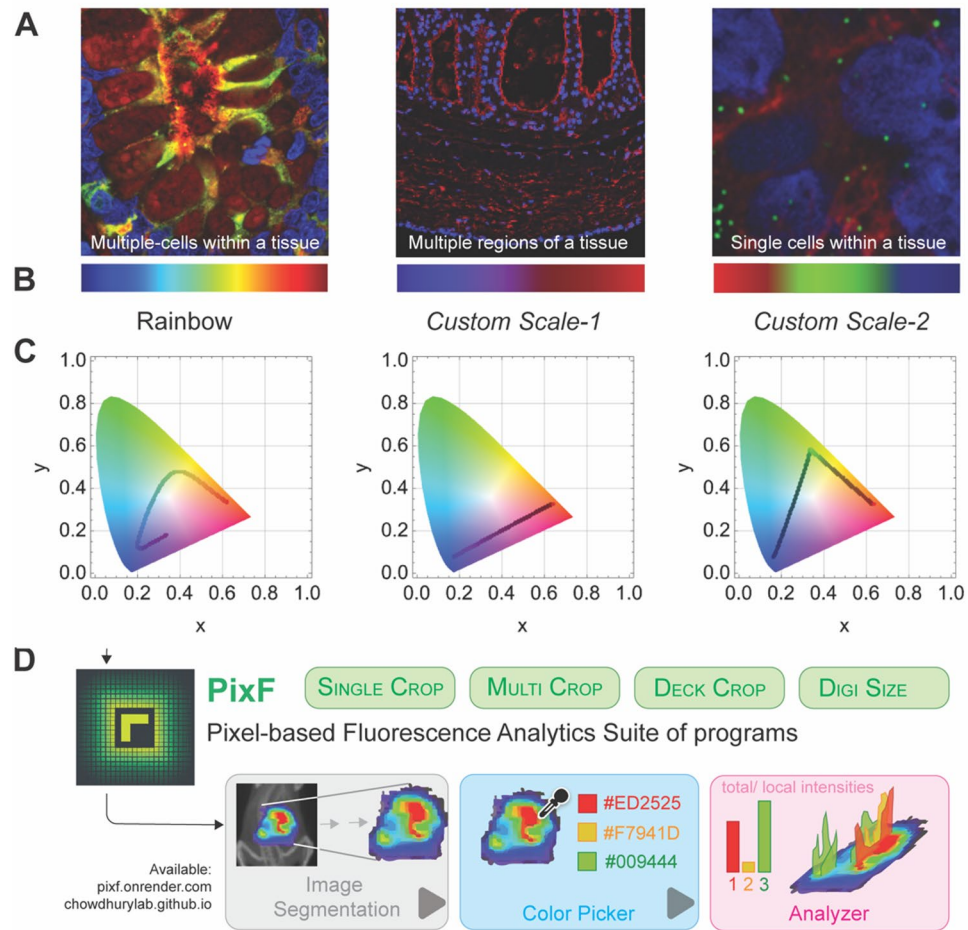 A
Multiple-cells within a tissue
Multiple regions of a tissue
Single cells within a tissue
B
Rainbow
Custom Scale-1
Custom Scale-2
C
1.0
0.8
0.6
0.4
0.2
0.0
y
0.0 0.2 0.4 0.6 0.8 1.0
x
1.0
0.8
0.6
0.4
0.2
0.0
y
0.0 0.2 0.4 0.6 0.8 1.0
x
1.0
0.8
0.6
0.4
0.2
0.0
y
0.0 0.2 0.4 0.6 0.8 1.0
x
D
PixF
SINGLE CROP
MULTI CROP
DECK CROP
DIGI SIZE
Pixel-based Fluorescence Analytics Suite of programs
Available:
pixf.onrender.com
chowdhurylab.github.io
Image
Segmentation
#ED2525
#F7941D
#009444
Color Picker
total/ local intensities
1 2 3
Analyzer